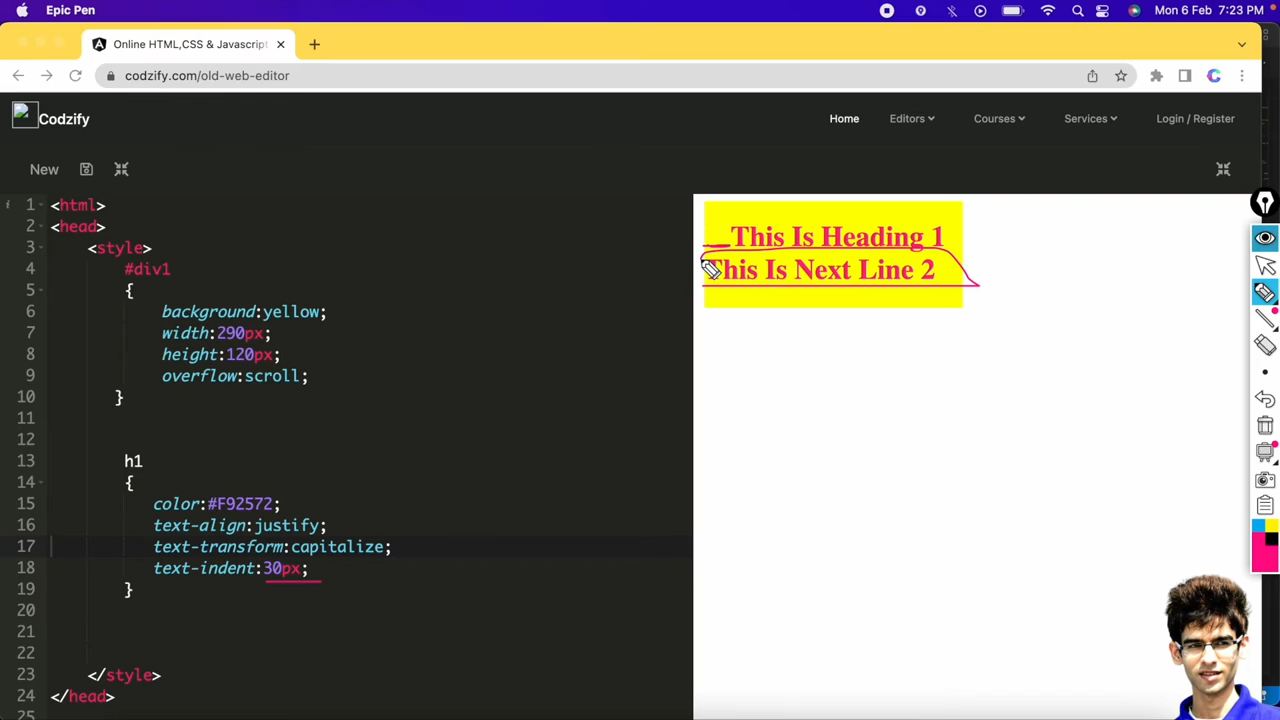 Epic Pen
Mon 6 Feb 7:23 PM
Online HTML,CSS & Javascript
codzify.com/old-web-editor
Codzify
Home Editors Courses Services Login / Register
New
1 <html>
2 <head>
3 <style>
4 #div1
5 {
6 background:yellow;
7 width:290px;
8 height:120px;
9 overflow:scroll;
10 }
11
12
13 h1
14 {
15 color:#F92572;
16 text-align:justify;
17 text-transform:capitalize;
18 text-indent:30px;
19 }
20
21
22
23 </style>
24 </head>
25
This Is Heading 1
This Is Next Line 2